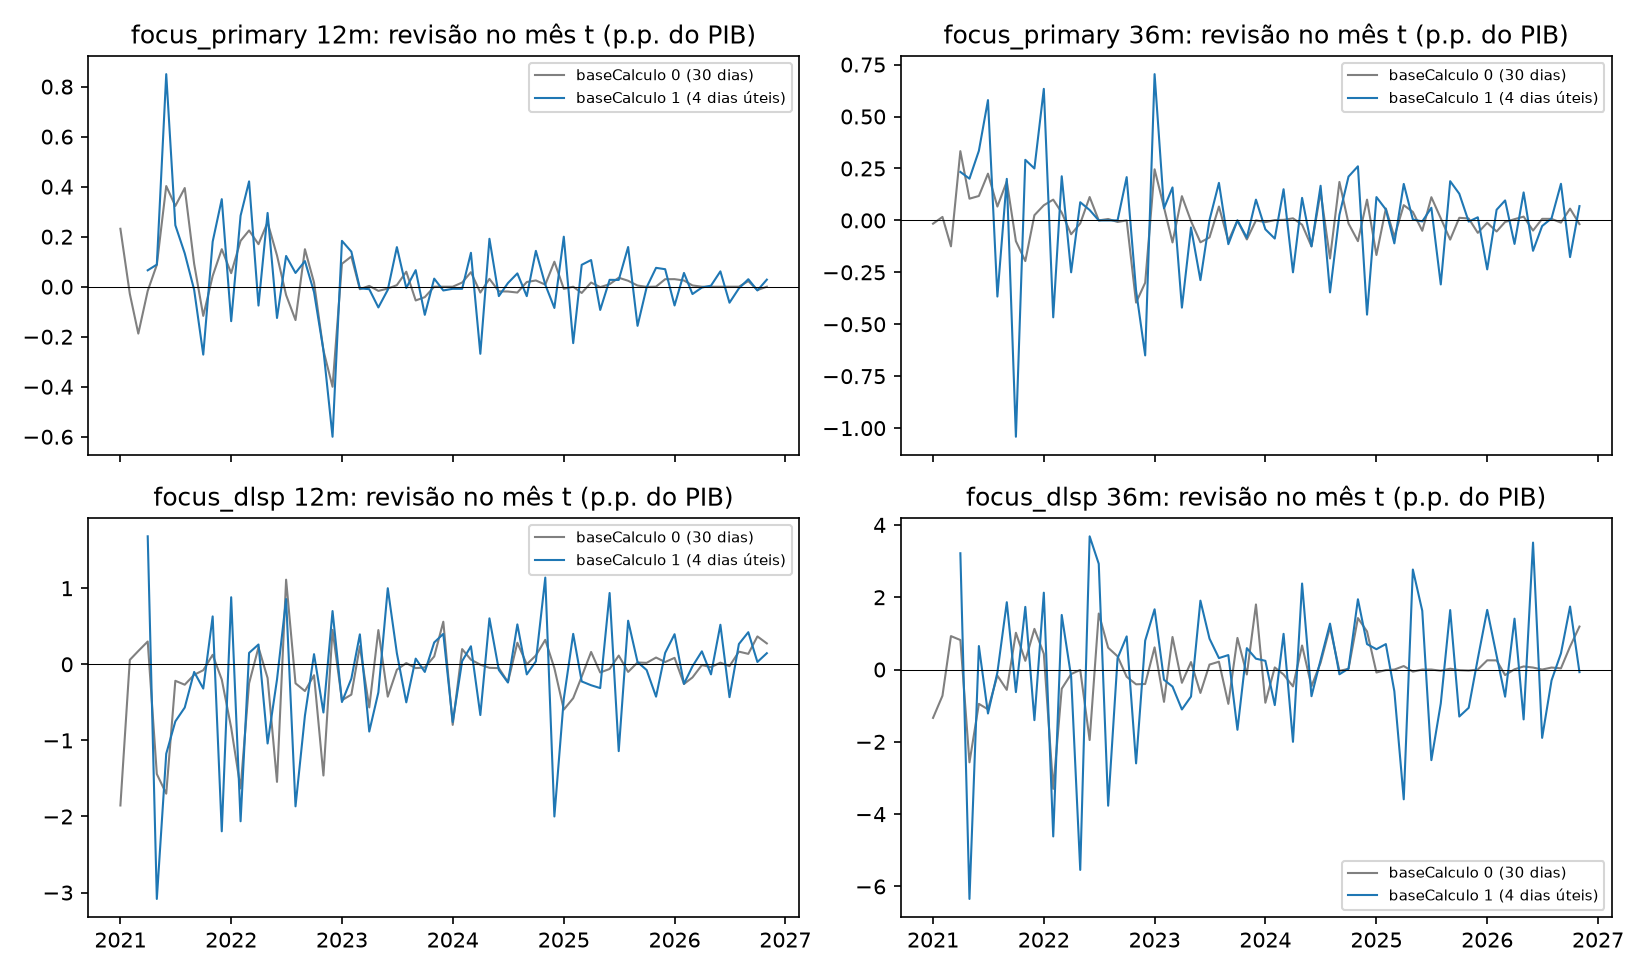 focus_primary 12m: revisão no mês t (p.p. do PIB)
baseCalculo 0 (30 dias)
baseCalculo 1 (4 dias úteis)
0.8
0.6
0.4
0.2
0.0
−0.2
−0.4
−0.6
focus_primary 36m: revisão no mês t (p.p. do PIB)
baseCalculo 0 (30 dias)
baseCalculo 1 (4 dias úteis)
0.75
0.50
0.25
0.00
−0.25
−0.50
−0.75
−1.00
focus_dlsp 12m: revisão no mês t (p.p. do PIB)
baseCalculo 0 (30 dias)
baseCalculo 1 (4 dias úteis)
1
0
−1
−2
−3
2021 2022 2023 2024 2025 2026 2027
focus_dlsp 36m: revisão no mês t (p.p. do PIB)
4
2
0
−2
−4
−6
baseCalculo 0 (30 dias)
baseCalculo 1 (4 dias úteis)
2021 2022 2023 2024 2025 2026 2027